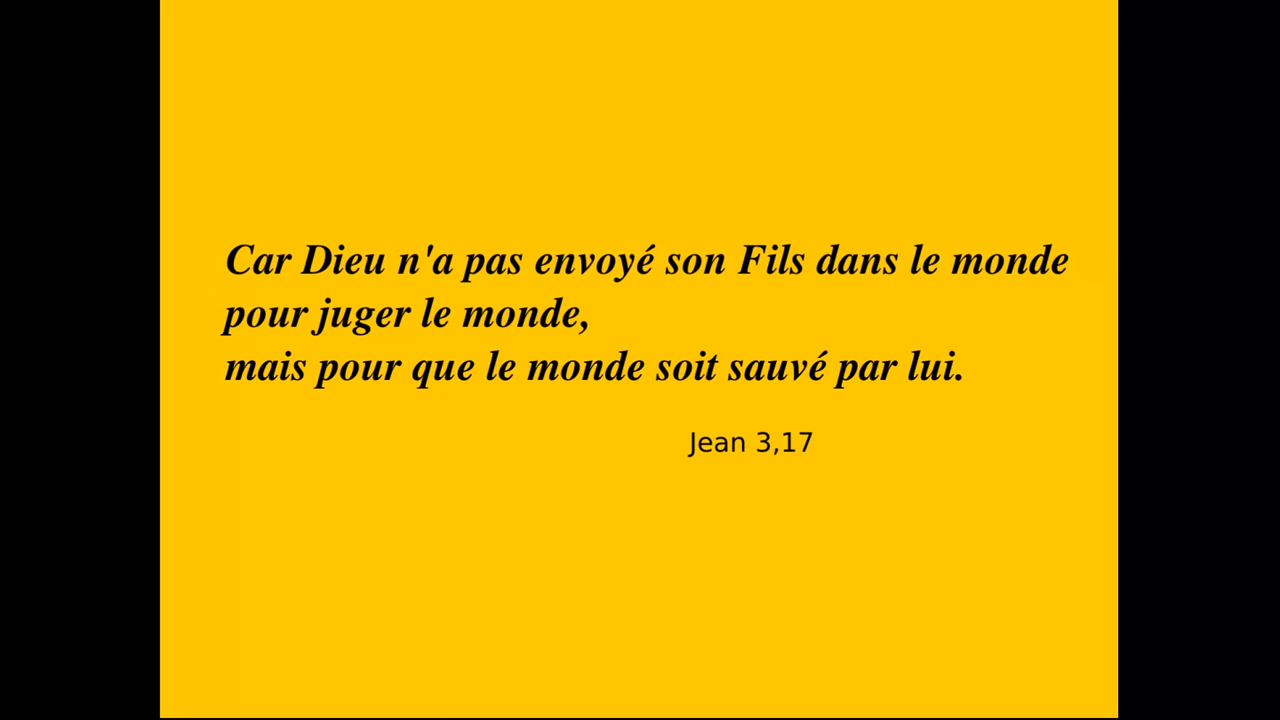 Car Dieu n'a pas envoyé son Fils dans le monde
pour juger le monde,
mais pour que le monde soit sauvé par lui.
Jean 3,17